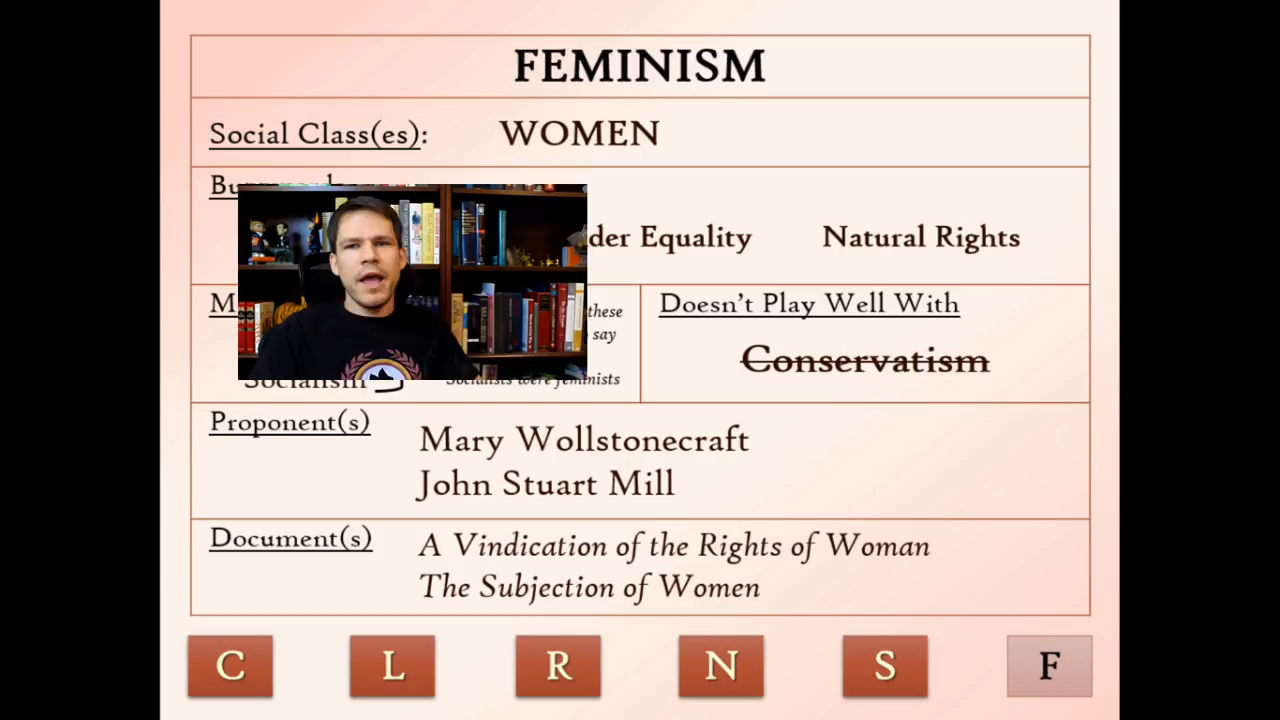 FEMINISM
Social Class(es): WOMEN
der Equality Natural Rights
these
say
Socialism Socialists were feminists
Doesn't Play Well With
Conservatism
Proponent(s)
Mary Wollstonecraft
John Stuart Mill
Document(s)
A Vindication of the Rights of Woman
The Subjection of Women
C L R N S F